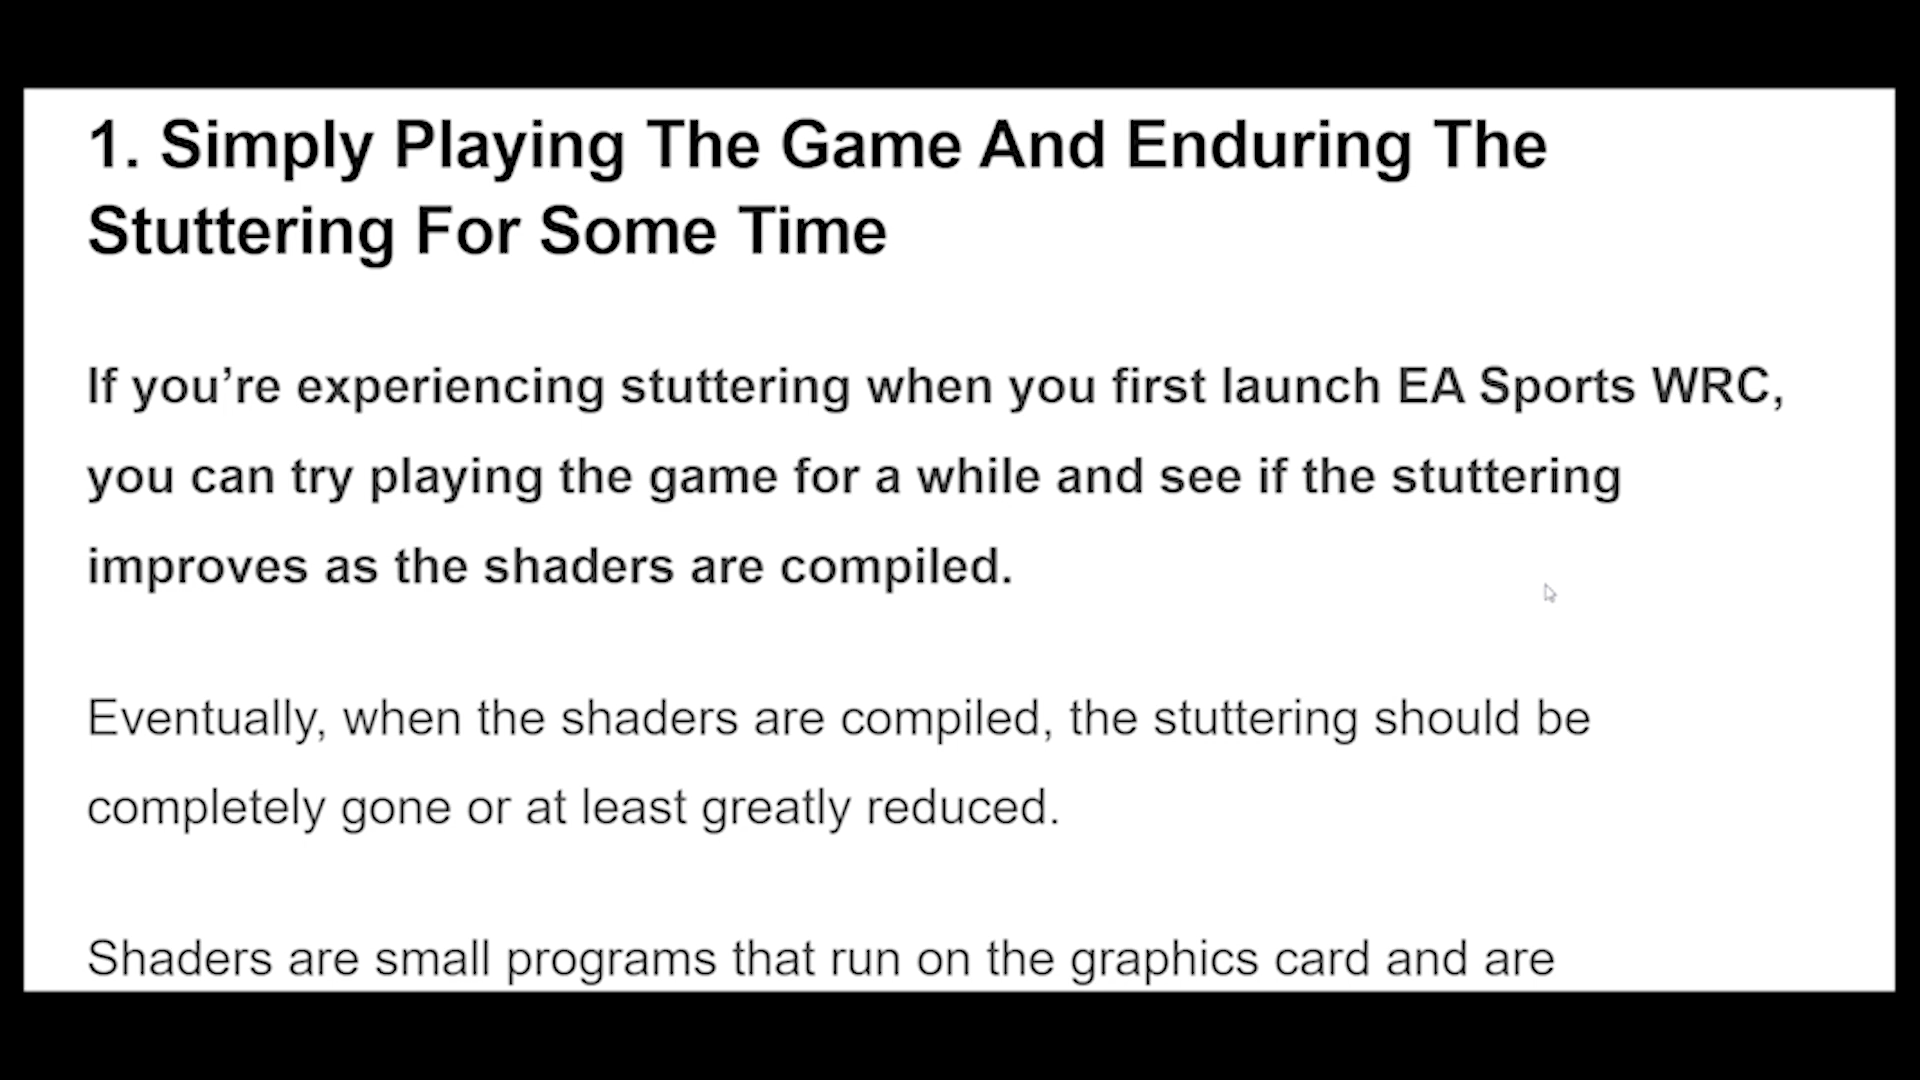 1. Simply Playing The Game And Enduring The
Stuttering For Some Time
If you’re experiencing stuttering when you first launch EA Sports WRC,
you can try playing the game for a while and see if the stuttering
improves as the shaders are compiled.
Eventually, when the shaders are compiled, the stuttering should be
completely gone or at least greatly reduced.
Shaders are small programs that run on the graphics card and are